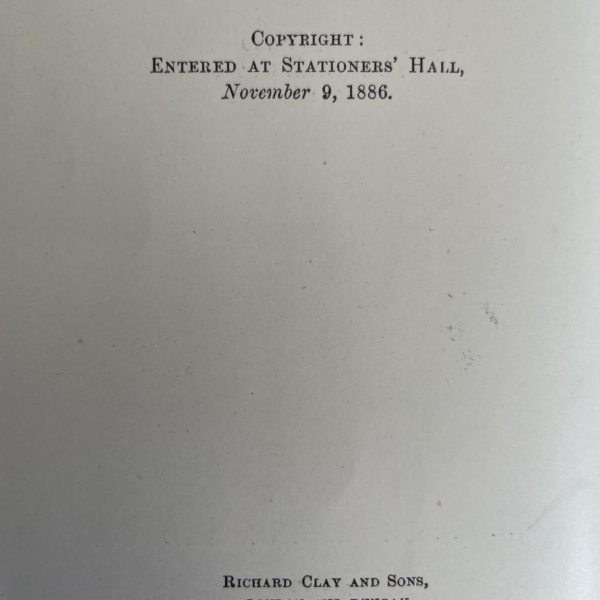 COPYRIGHT:
ENTERED AT STATIONERS' HALL,
November 9, 1886.
RICHARD CLAY AND SONS,